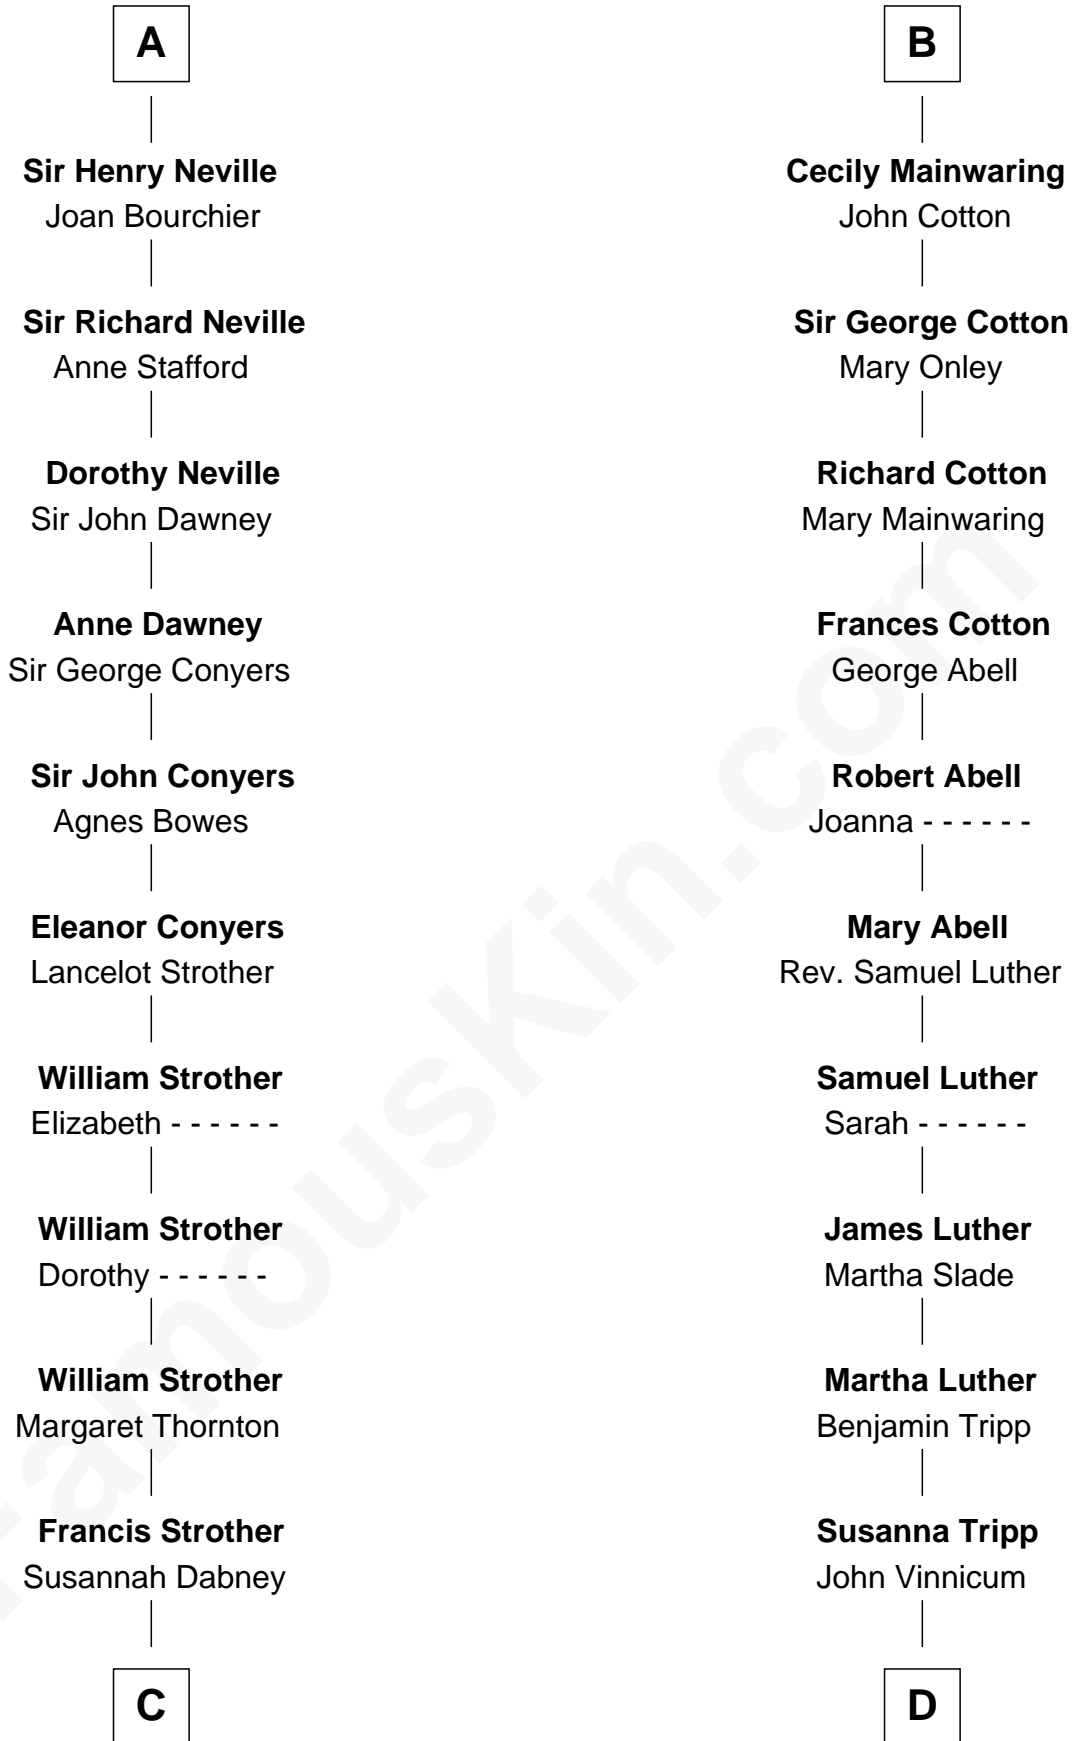 A
Sir Henry Neville
Joan Bourchier
Sir Richard Neville
Anne Stafford
Dorothy Neville
Sir John Dawney
Anne Dawney
Sir George Conyers
Sir John Conyers
Agnes Bowes
Eleanor Conyers
Lancelot Strother
William Strother
Elizabeth - - - - - -
William Strother
Dorothy - - - - - -
William Strother
Margaret Thornton
Francis Strother
Susannah Dabney
C
B
Cecily Mainwaring
John Cotton
Sir George Cotton
Mary Onley
Richard Cotton
Mary Mainwaring
Frances Cotton
George Abell
Robert Abell
Joanna - - - - - -
Mary Abell
Rev. Samuel Luther
Samuel Luther
Sarah - - - - - -
James Luther
Martha Slade
Martha Luther
Benjamin Tripp
Susanna Tripp
John Vinnicum
D
FamousKin.com